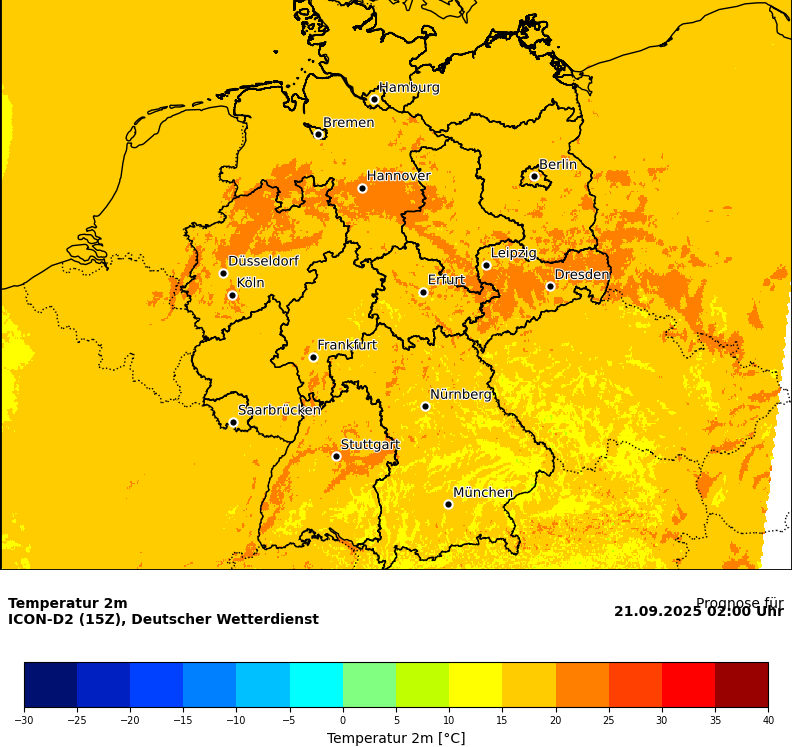 Hamburg
Bremen
Berlin
Hannover
Leipzig
Düsseldorf
Dresden
Köln
Erfurt
Frankfurt
Nürnberg
Saarbrücken
Stuttgart
München
Temperatur 2m
Prognose für
ICON-D2 (15Z), Deutscher Wetterdienst
21.09.2025 02:00 Uhr
−30 −25 −20 −15 −10 −5 0 5 10 15 20 25 30 35 40
Temperatur 2m [°C]